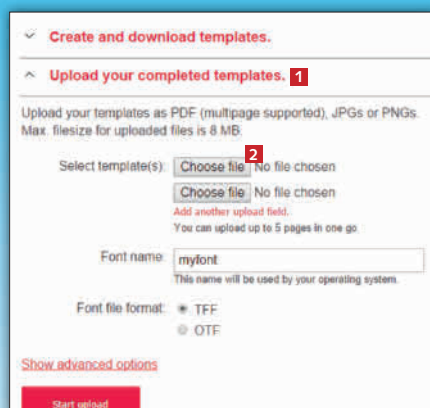 Create and download templates.
Upload your completed templates. 1
Upload your templates as PDF (multipage supported), JPGs or PNGs.
Max. filesize for uploaded files is 8 MB.
2
Select template(s): Choose file No file chosen
Choose file No file chosen
Add another upload field.
You can upload up to 5 pages in one go.
Font name: myfont
This name will be used by your operating system.
Font file format: TFF
OTF
Show advanced options
Start upload